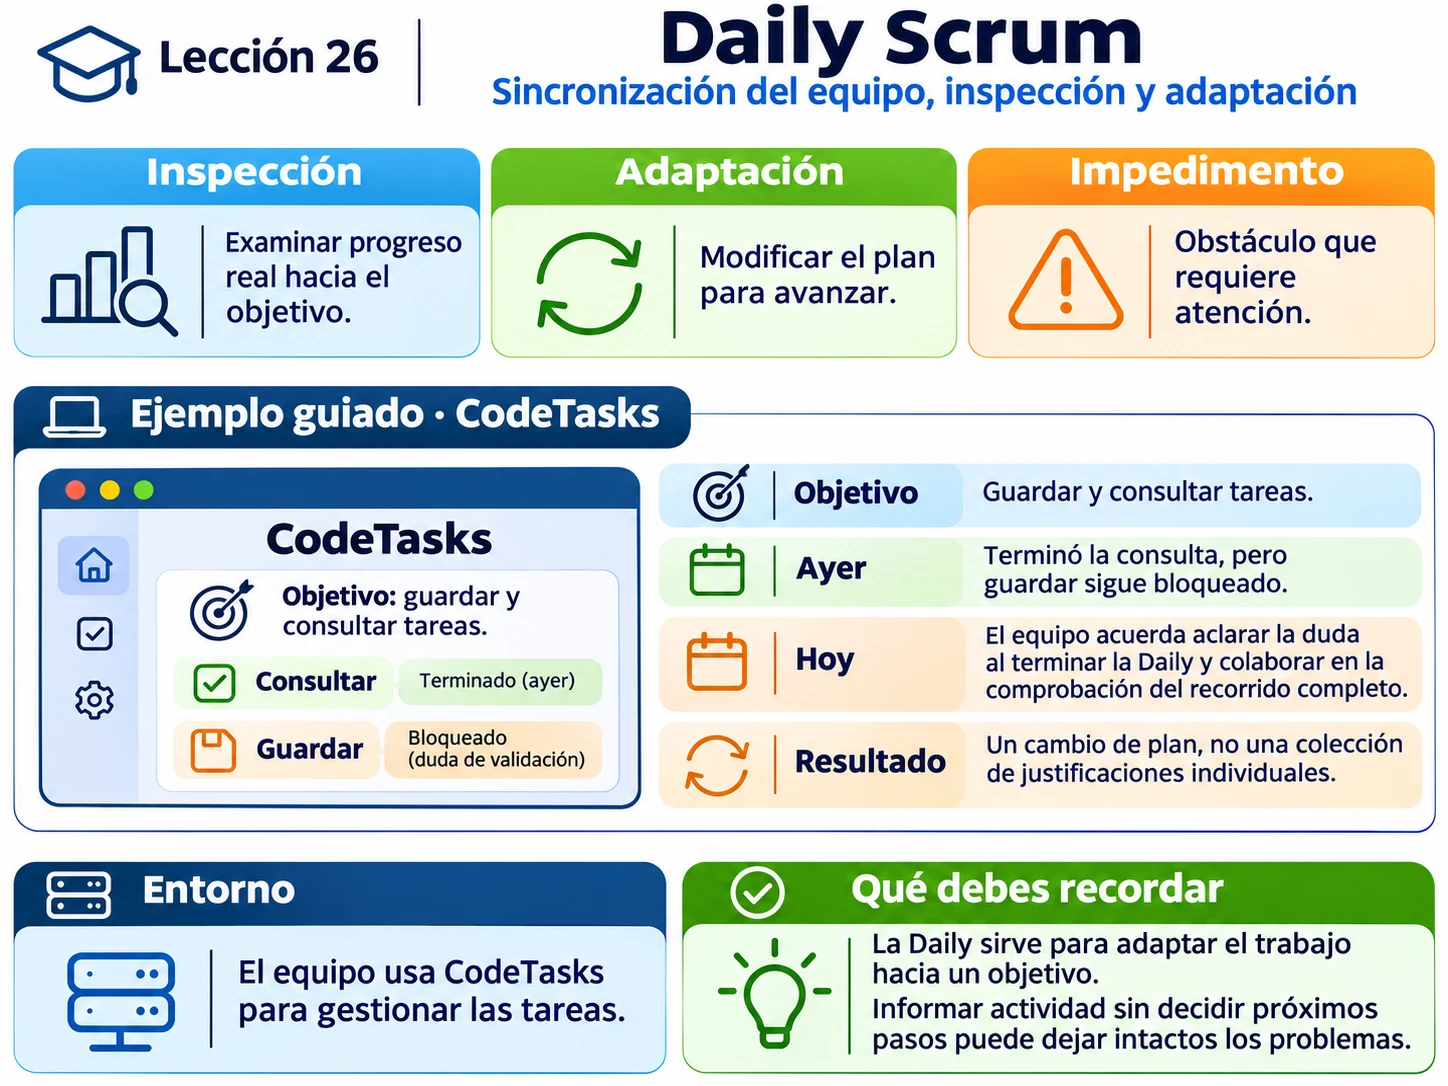 Lección 26
Daily Scrum
Sincronización del equipo, inspección y adaptación
Inspección
Examinar progreso
real hacia el
objetivo.
Adaptación
Modificar el plan
para avanzar.
Impedimento
Obstáculo que
requiere
atención.
Ejemplo guiado · CodeTasks
CodeTasks
Objetivo: guardar y
consultar tareas.
Consultar
Terminado (ayer)
Guardar
Bloqueado
(duda de validación)
Objetivo
Guardar y consultar tareas.
Ayer
Terminó la consulta, pero
guardar sigue bloqueado.
Hoy
El equipo acuerda aclarar la duda
al terminar la Daily y colaborar en la
comprobación del recorrido completo.
Resultado
Un cambio de plan, no una colección
de justificaciones individuales.
Entorno
El equipo usa CodeTasks
para gestionar las tareas.
Qué debes recordar
La Daily sirve para adaptar el trabajo
hacia un objetivo.
Informar actividad sin decidir próximos
pasos puede dejar intactos los problemas.